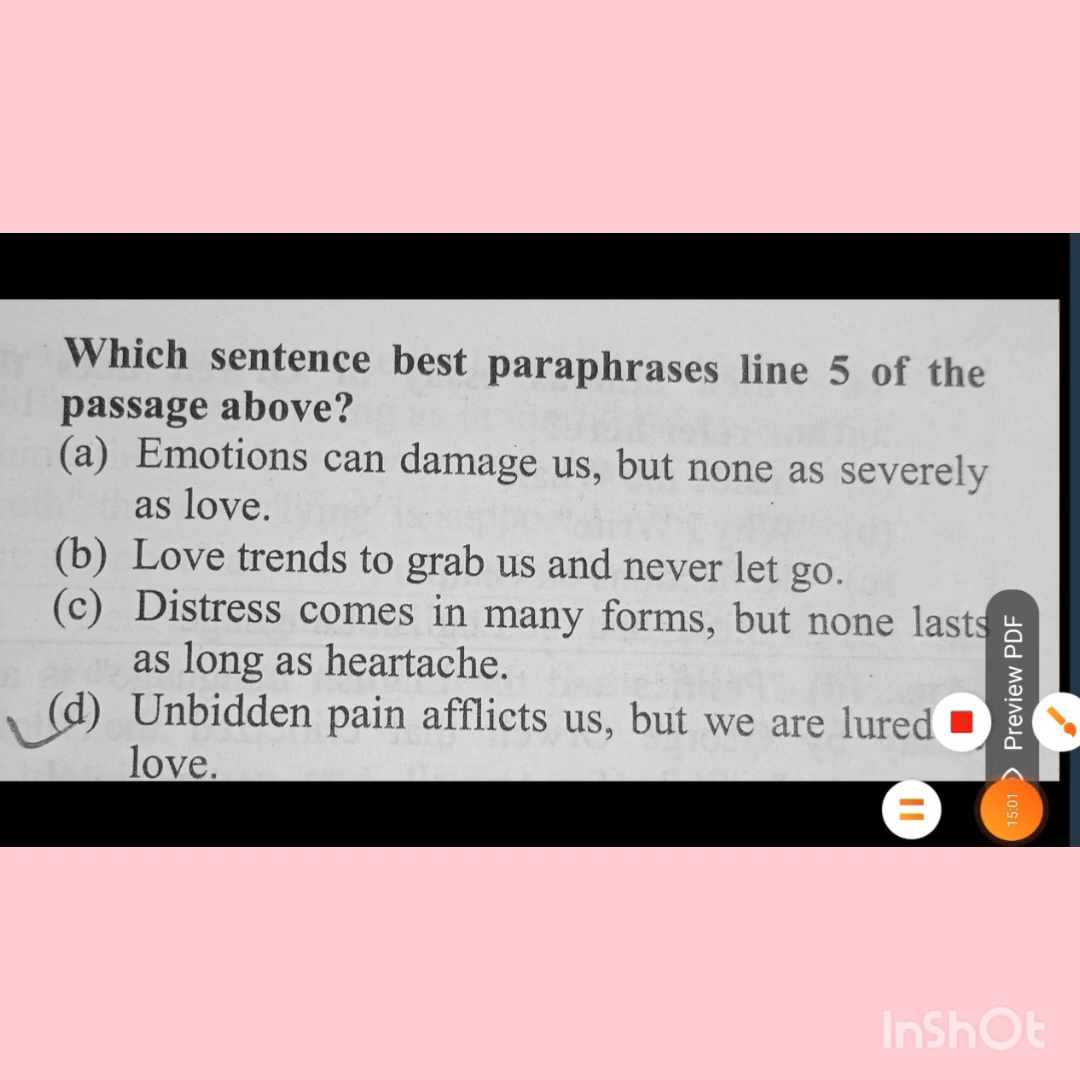 Which sentence best paraphrases line 5 of the
passage above?
(a) Emotions can damage us, but none as severely
as love.
(b) Love trends to grab us and never let go.
(c) Distress comes in many forms, but none lasts
as long as heartache.
(d) Unbidden pain afflicts us, but we are lured
love.
Preview PDF
15:01
InShOt